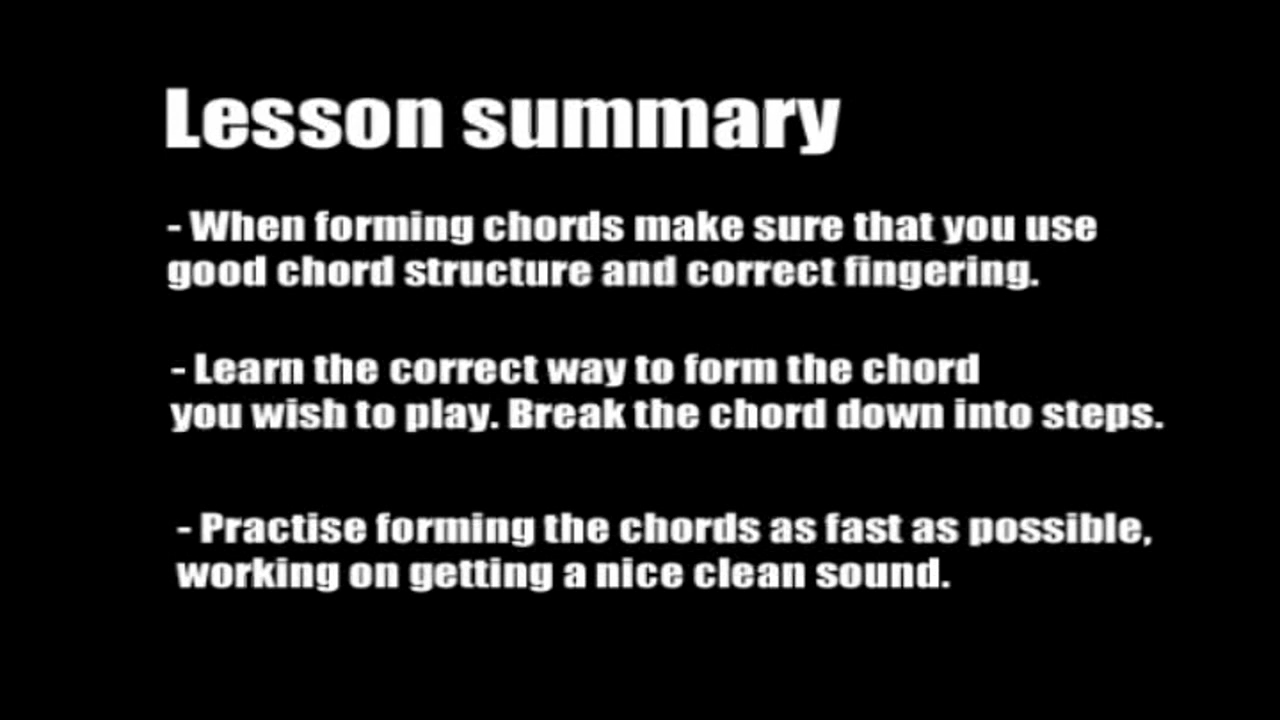 Lesson summary
- When forming chords make sure that you use
good chord structure and correct fingering.
- Learn the correct way to form the chord
you wish to play. Break the chord down into steps.
- Practise forming the chords as fast as possible,
working on getting a nice clean sound.